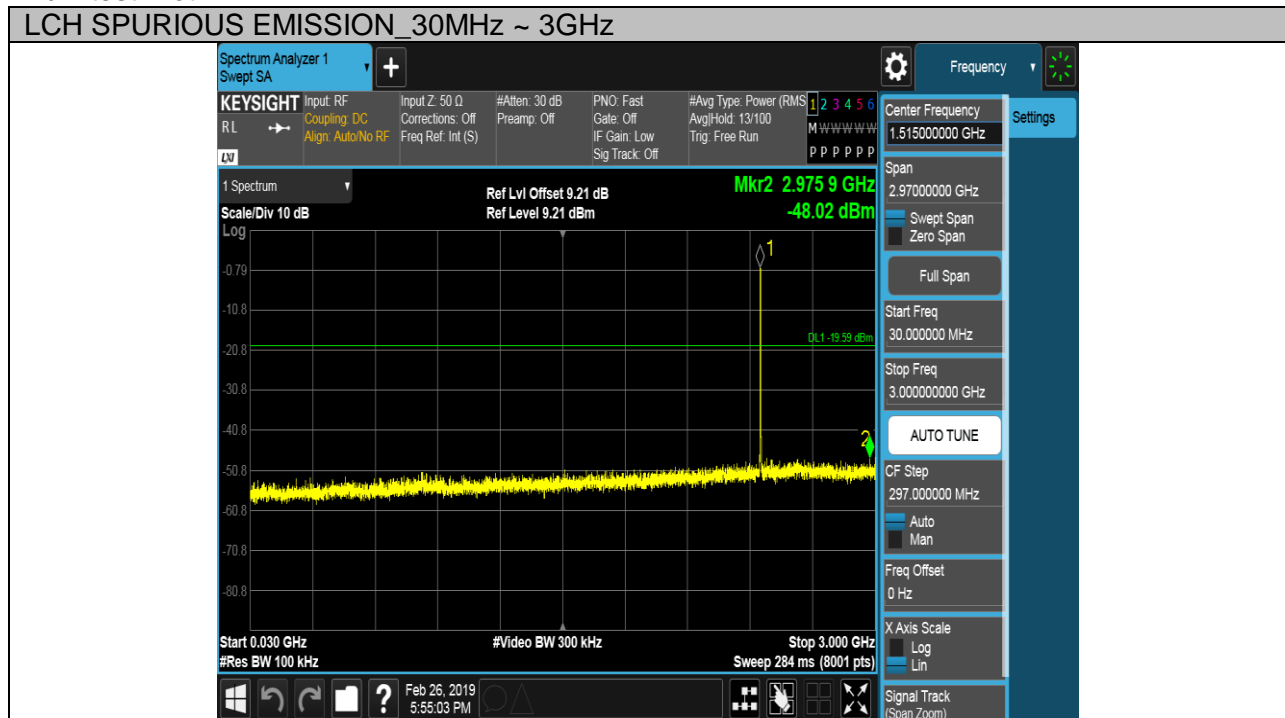 LCH SPURIOUS EMISSION_30MHz ~ 3GHz
Spectrum Analyzer 1
Swept SA
Frequency
KEYSIGHT
RL
LXI
Input: RF
Coupling: DC
Align: Auto/No RF
Input Z: 50 Ω
Corrections: Off
Freq Ref: Int (S)
#Atten: 30 dB
Preamp: Off
PNO: Fast
Gate: Off
IF Gain: Low
Sig Track: Off
#Avg Type: Power (RMS
Avg|Hold: 13/100
Trig: Free Run
1 2 3 4 5 6
M W W W W W
P P P P P P
1 Spectrum
Scale/Div 10 dB
Log
Ref Lvl Offset 9.21 dB
Ref Level 9.21 dBm
Mkr2 2.975 9 GHz
-48.02 dBm
1
-0.79
-10.8
DL1 -19.59 dBm
-20.8
-30.8
-40.8
2
-50.8
-60.8
-70.8
-80.8
Start 0.030 GHz
#Res BW 100 kHz
#Video BW 300 kHz
Stop 3.000 GHz
Sweep 284 ms (8001 pts)
Feb 26, 2019
5:55:03 PM
Center Frequency
1.515000000 GHz
Settings
Span
2.97000000 GHz
Swept Span
Zero Span
Full Span
Start Freq
30.000000 MHz
Stop Freq
3.000000000 GHz
AUTO TUNE
CF Step
297.000000 MHz
Auto
Man
Freq Offset
0 Hz
X Axis Scale
Log
Lin
Signal Track
(Span Zoom)